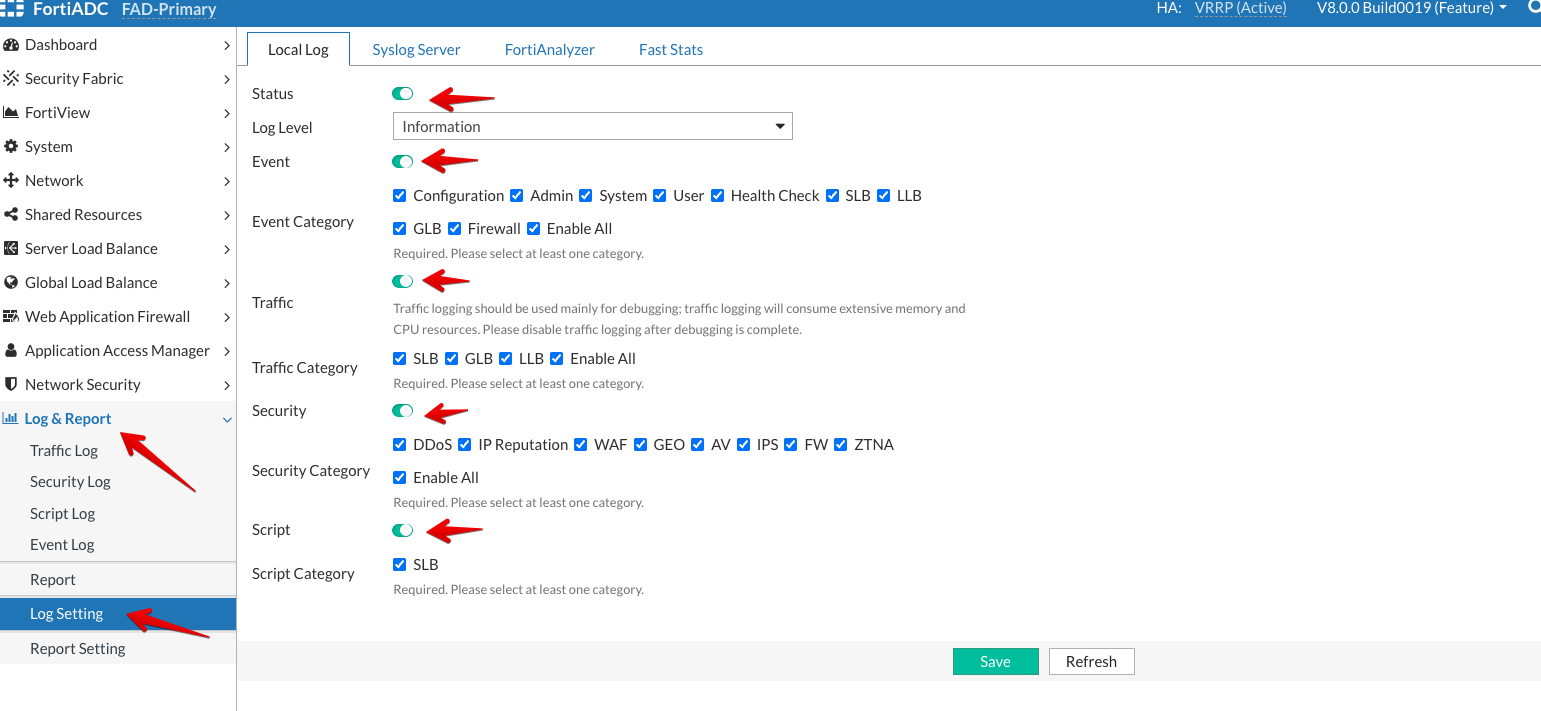 FortiADC FAD-Primary HA: VRRP (Active) V8.0.0 Build0019 (Feature)
Dashboard
Security Fabric
FortiView
System
Network
Shared Resources
Server Load Balance
Global Load Balance
Web Application Firewall
Application Access Manager
Network Security
Log & Report
Traffic Log
Security Log
Script Log
Event Log
Report
Log Setting
Report Setting
Local Log Syslog Server FortiAnalyzer Fast Stats
Status
Log Level Information
Event
Event Category
Configuration Admin System User Health Check SLB LLB
GLB Firewall Enable All
Required. Please select at least one category.
Traffic
Traffic logging should be used mainly for debugging; traffic logging will consume extensive memory and
CPU resources. Please disable traffic logging after debugging is complete.
Traffic Category
SLB GLB LLB Enable All
Required. Please select at least one category.
Security
Security Category
DDoS IP Reputation WAF GEO AV IPS FW ZTNA
Enable All
Required. Please select at least one category.
Script
Script Category
SLB
Required. Please select at least one category.
Save Refresh